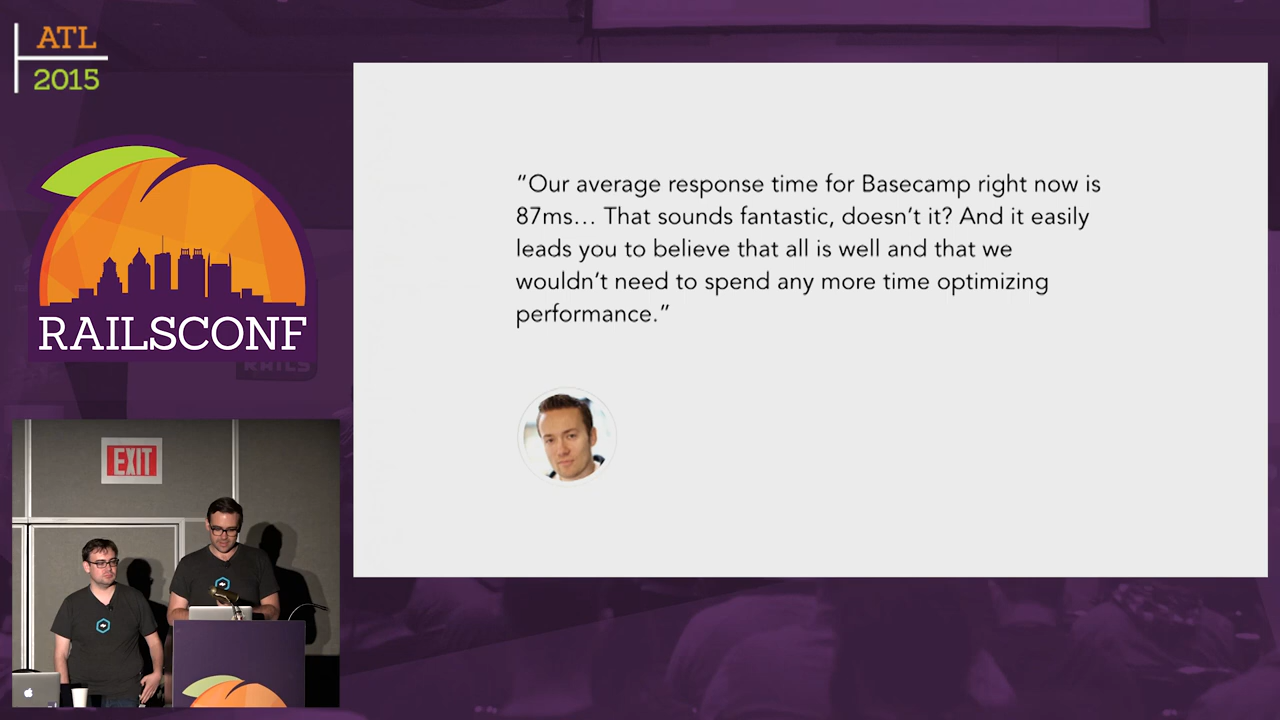 ATL
2015
RAILSCONF
RAILS
EXIT
“Our average response time for Basecamp right now is
87ms… That sounds fantastic, doesn’t it? And it easily
leads you to believe that all is well and that we
wouldn’t need to spend any more time optimizing
performance.”